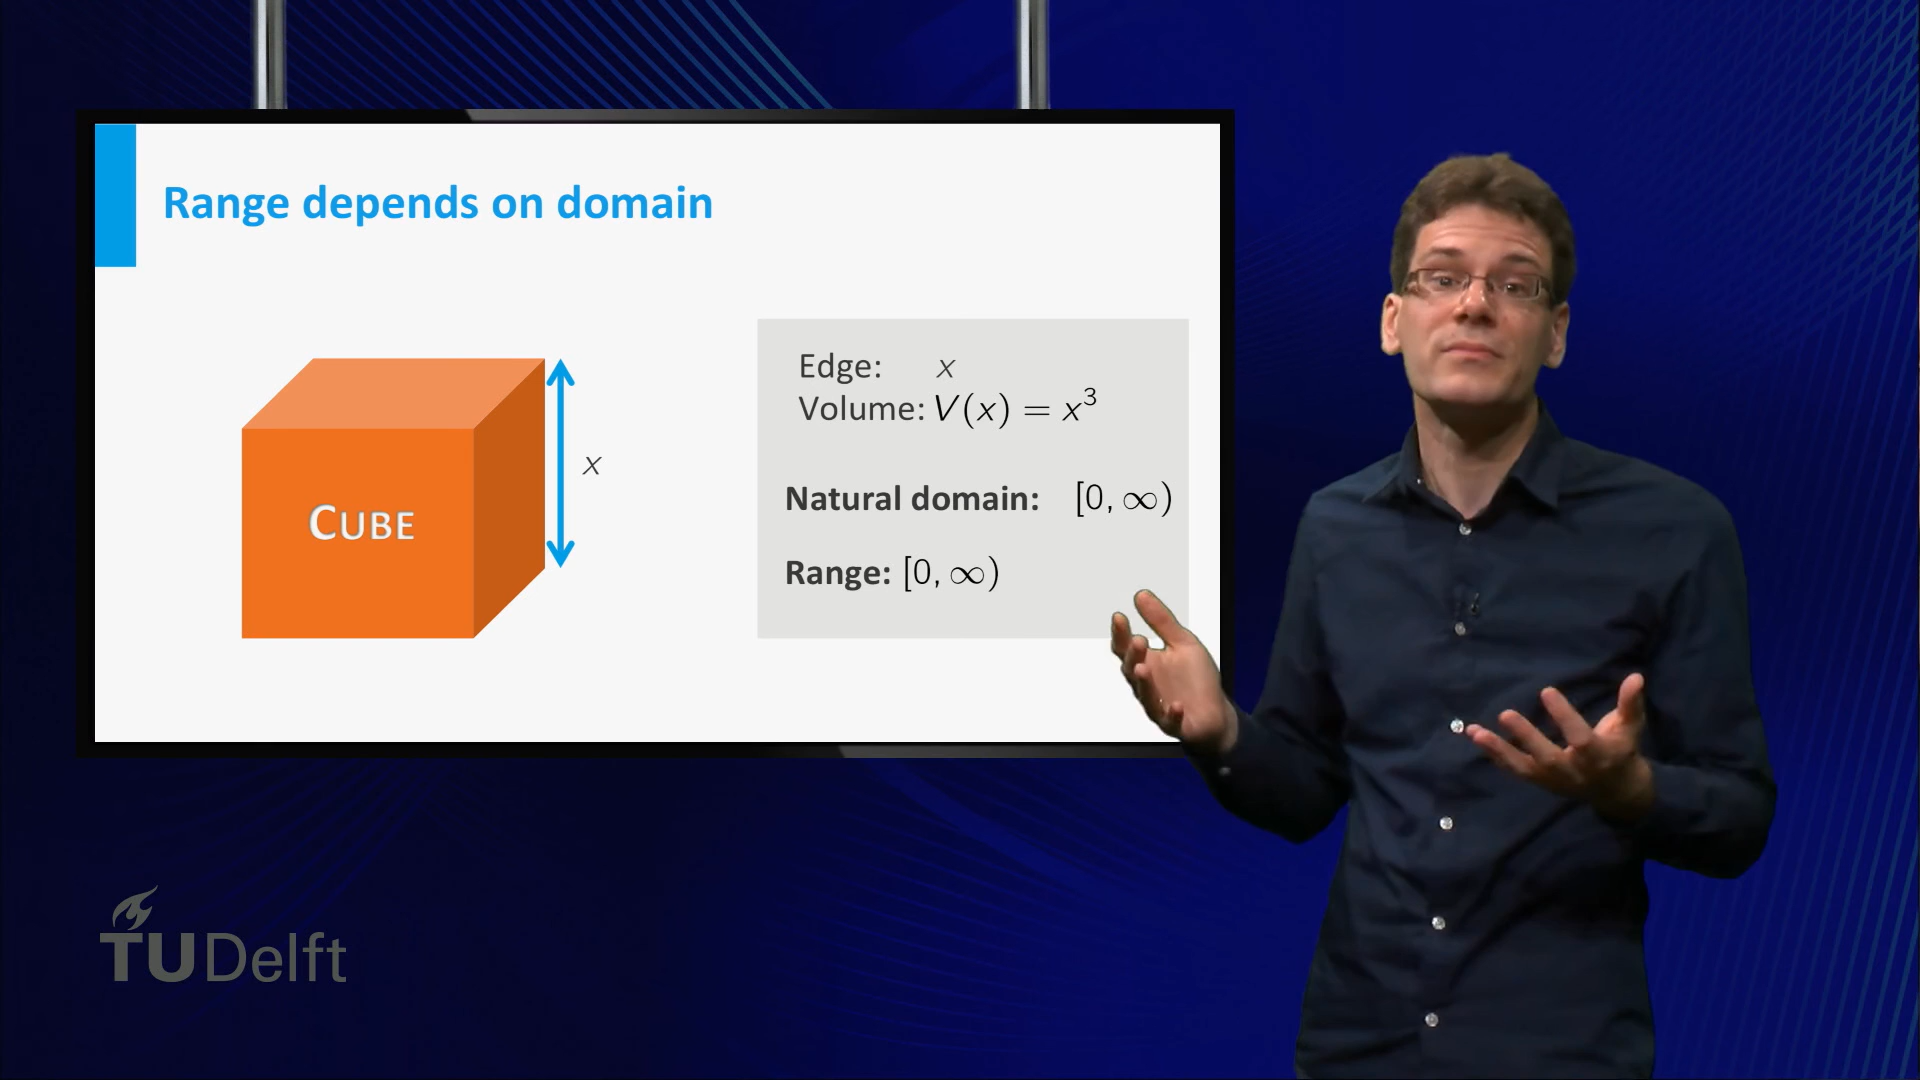 Range depends on domain
Edge: x
Volume: V(x) = x³
x
CUBE
Natural domain: [0, ∞)
Range: [0, ∞)
TUDelft